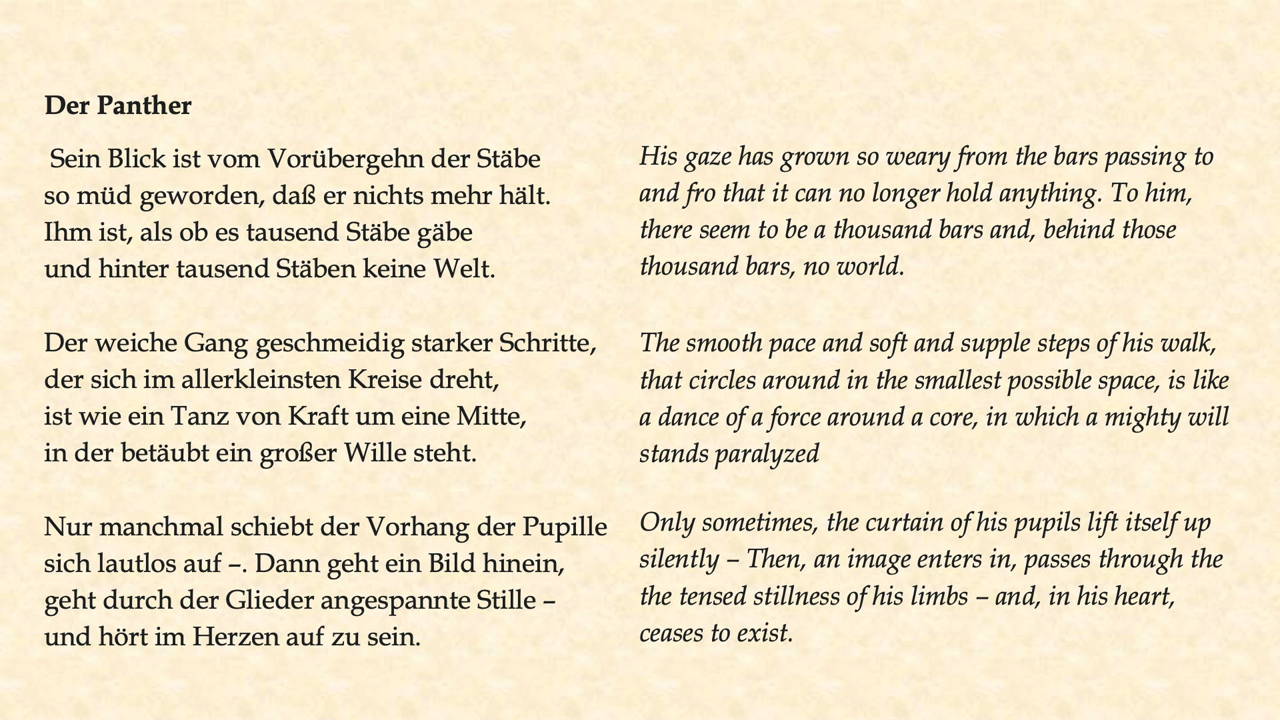 Der Panther
Sein Blick ist vom Vorübergehn der Stäbe
so müd geworden, daß er nichts mehr hält.
Ihm ist, als ob es tausend Stäbe gäbe
und hinter tausend Stäben keine Welt.
Der weiche Gang geschmeidig starker Schritte,
der sich im allerkleinsten Kreise dreht,
ist wie ein Tanz von Kraft um eine Mitte,
in der betäubt ein großer Wille steht.
Nur manchmal schiebt der Vorhang der Pupille
sich lautlos auf –. Dann geht ein Bild hinein,
geht durch der Glieder angespannte Stille –
und hört im Herzen auf zu sein.
His gaze has grown so weary from the bars passing to
and fro that it can no longer hold anything. To him,
there seem to be a thousand bars and, behind those
thousand bars, no world.
The smooth pace and soft and supple steps of his walk,
that circles around in the smallest possible space, is like
a dance of a force around a core, in which a mighty will
stands paralyzed
Only sometimes, the curtain of his pupils lift itself up
silently – Then, an image enters in, passes through the
the tensed stillness of his limbs – and, in his heart,
ceases to exist.